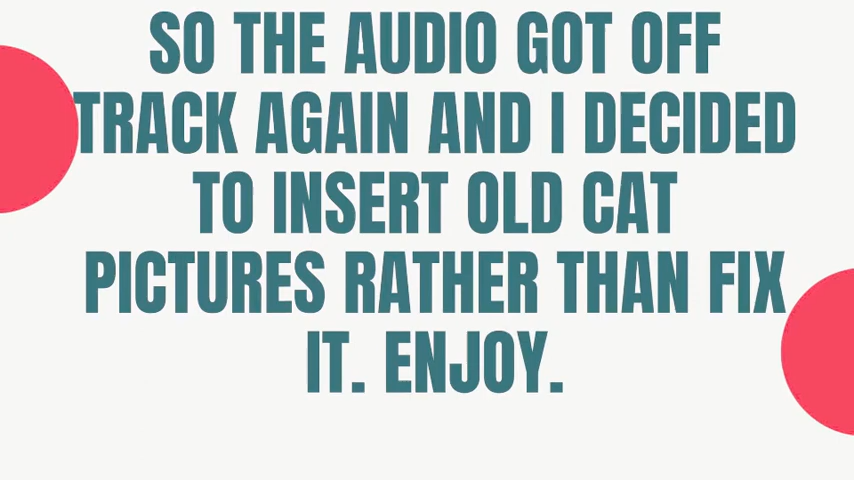 SO THE AUDIO GOT OFF
TRACK AGAIN AND I DECIDED
TO INSERT OLD CAT
PICTURES RATHER THAN FIX
IT. ENJOY.